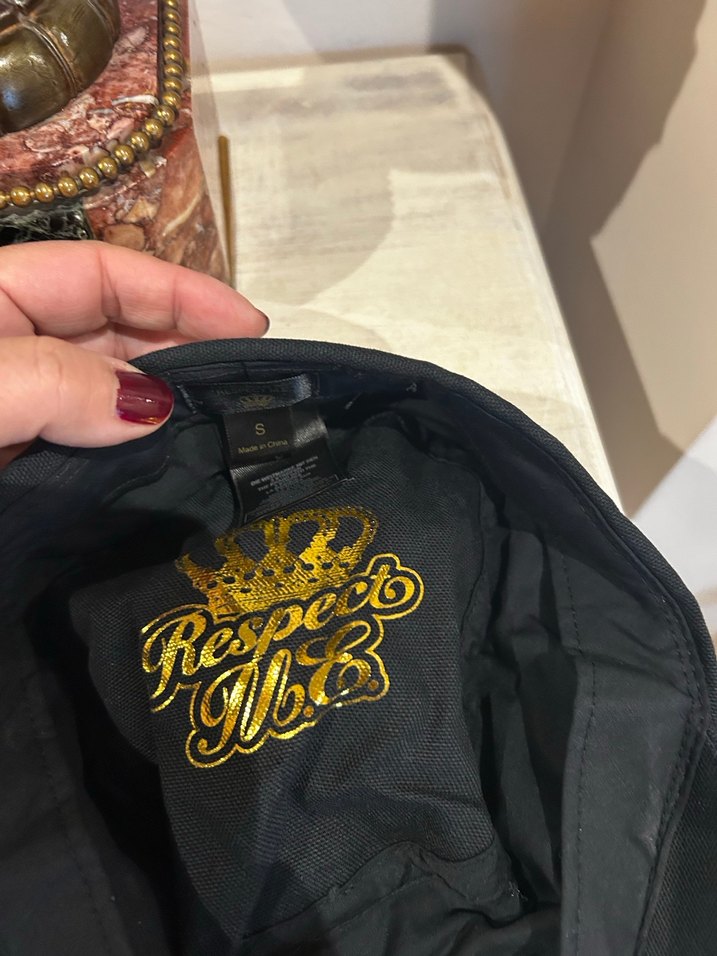 S
Made in China
Respect
M.E.